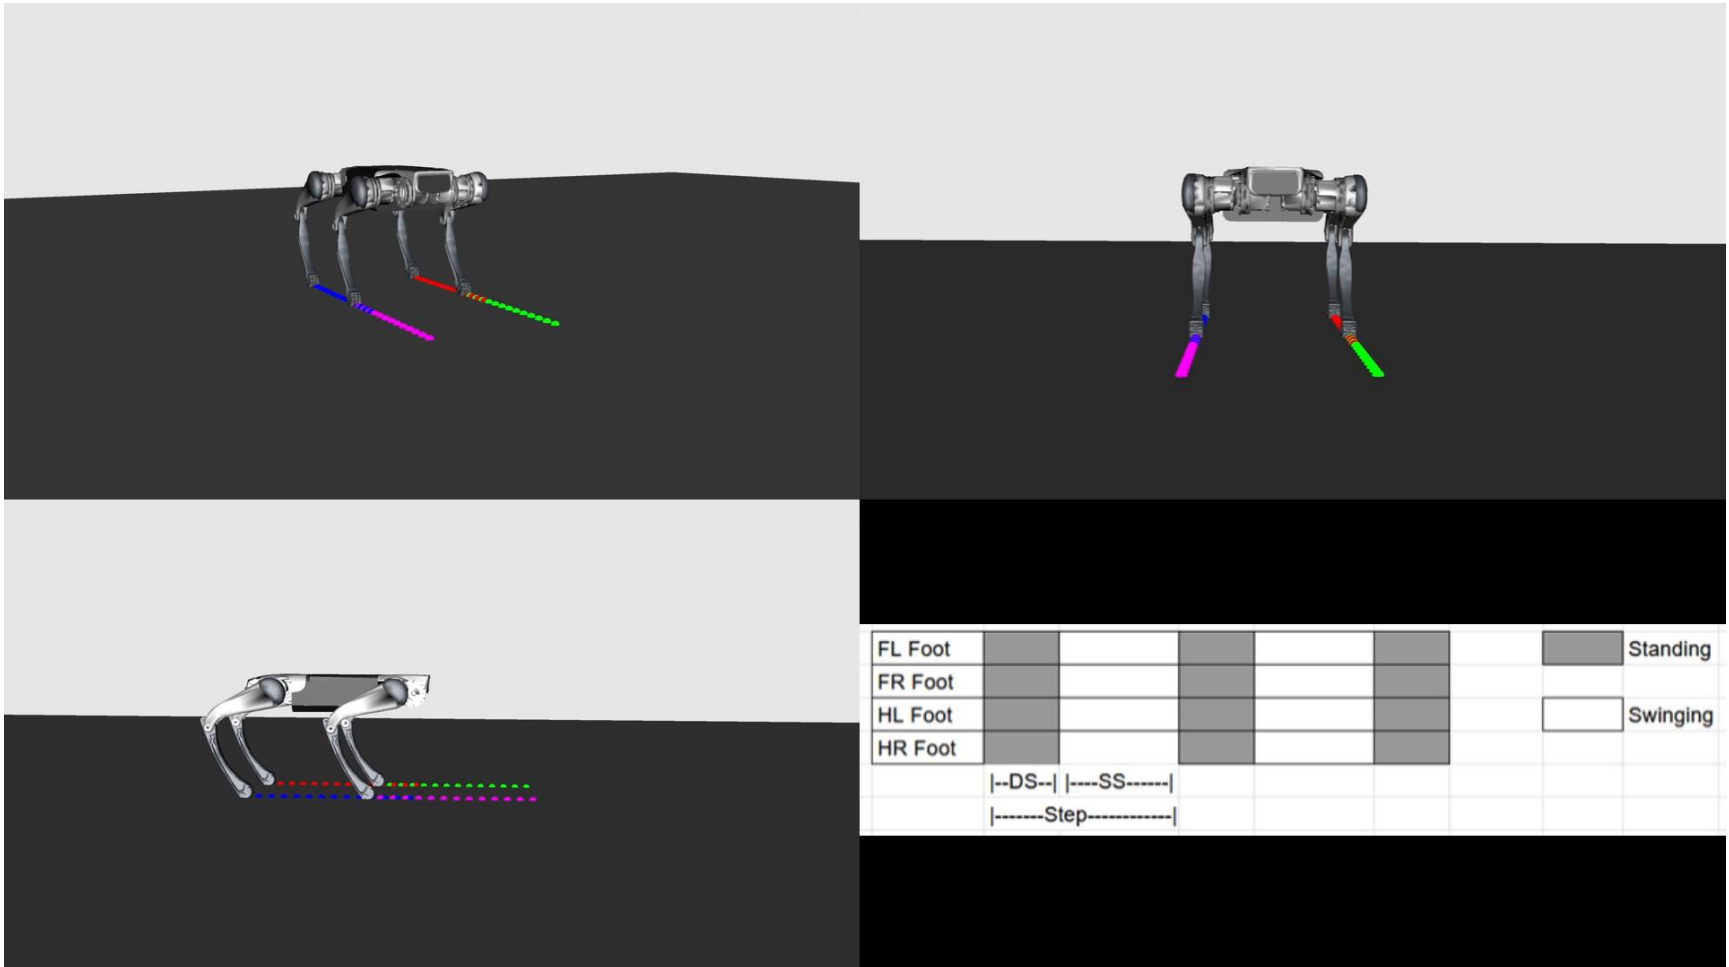 FL Foot
Standing
FR Foot
HL Foot
Swinging
HR Foot
|--DS--| |----SS------|
|-------Step------------|